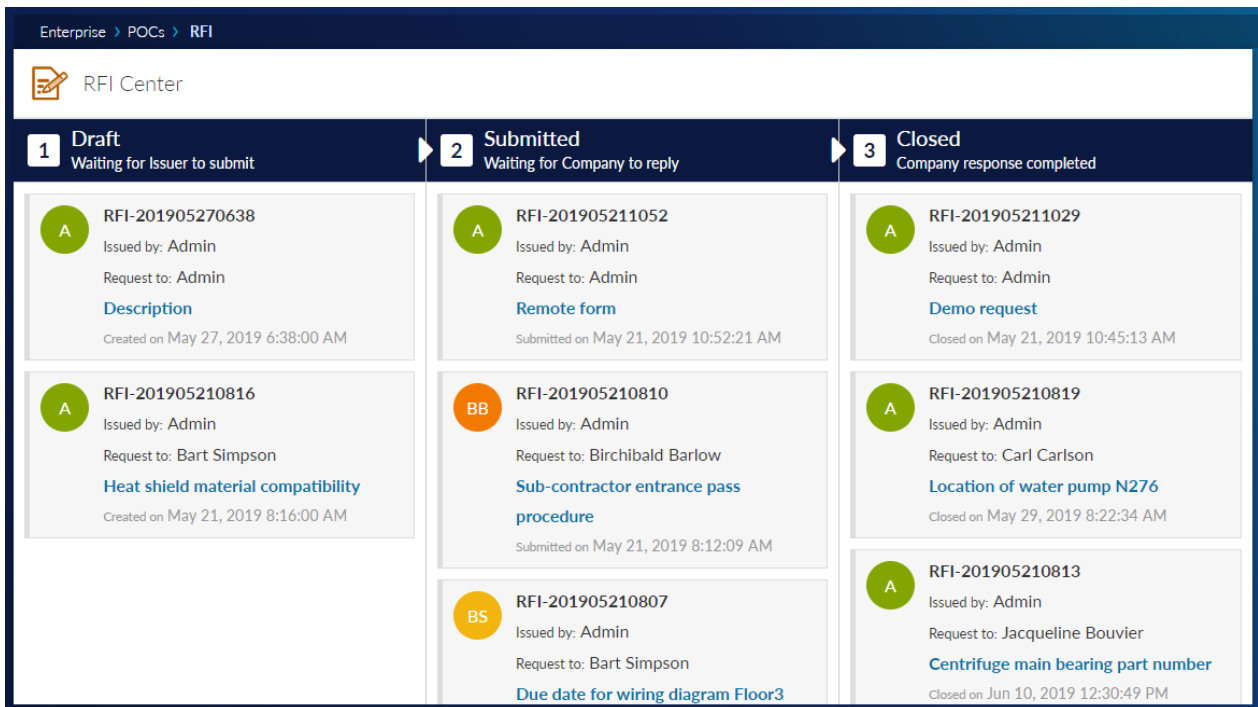 Enterprise > POCs > RFI
RFI Center
1
Draft
Waiting for Issuer to submit
A
RFI-201905270638
Issued by: Admin
Request to: Admin
Description
Created on May 27, 2019 6:38:00 AM
A
RFI-201905210816
Issued by: Admin
Request to: Bart Simpson
Heat shield material compatibility
Created on May 21, 2019 8:16:00 AM
2
Submitted
Waiting for Company to reply
A
RFI-201905211052
Issued by: Admin
Request to: Admin
Remote form
Submitted on May 21, 2019 10:52:21 AM
BB
RFI-201905210810
Issued by: Admin
Request to: Birchibald Barlow
Sub-contractor entrance pass
procedure
Submitted on May 21, 2019 8:12:09 AM
BS
RFI-201905210807
Issued by: Admin
Request to: Bart Simpson
Due date for wiring diagram Floor3
3
Closed
Company response completed
A
RFI-201905211029
Issued by: Admin
Request to: Admin
Demo request
Closed on May 21, 2019 10:45:13 AM
A
RFI-201905210819
Issued by: Admin
Request to: Carl Carlson
Location of water pump N276
Closed on May 29, 2019 8:22:34 AM
A
RFI-201905210813
Issued by: Admin
Request to: Jacqueline Bouvier
Centrifuge main bearing part number
Closed on Jun 10, 2019 12:30:49 PM